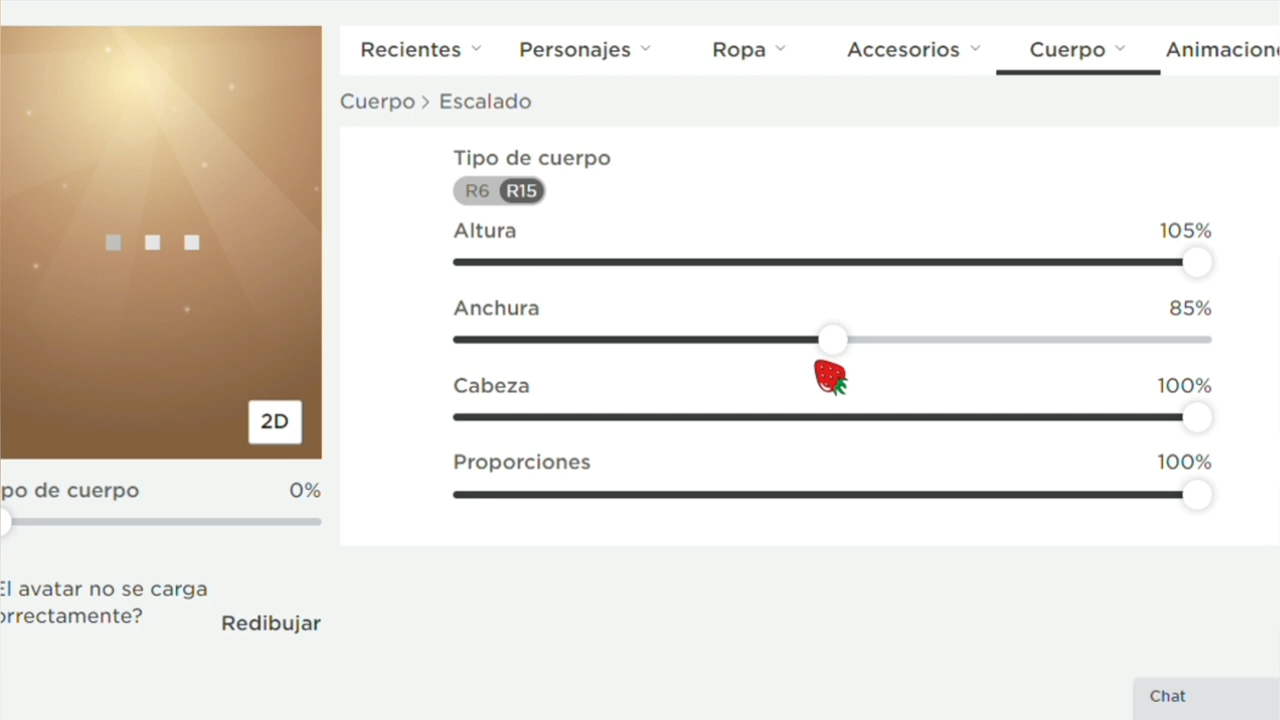 Recientes
Personajes
Ropa
Accesorios
Cuerpo
Animacione
Cuerpo > Escalado
Tipo de cuerpo
R6 R15
Altura 105%
Anchura 85%
Cabeza 100%
Proporciones 100%
2D
po de cuerpo 0%
El avatar no se carga
orrectamente?
Redibujar
Chat